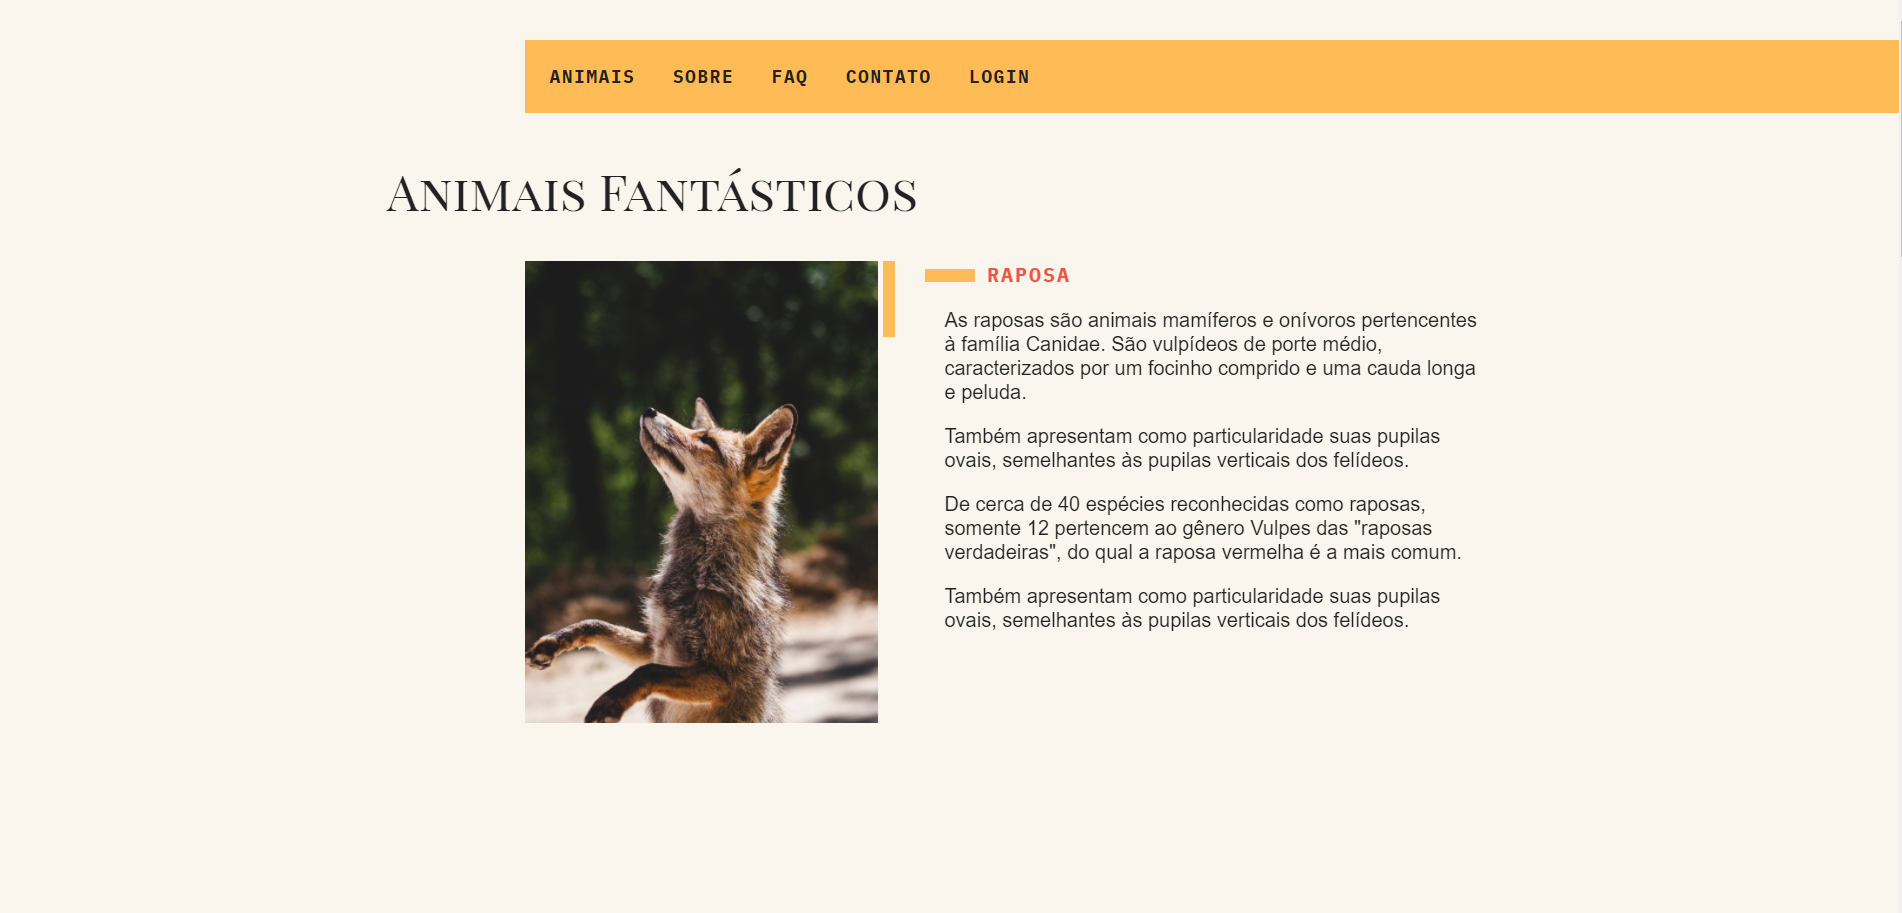 ANIMAIS SOBRE FAQ CONTATO LOGIN
Animais Fantásticos
RAPOSA
As raposas são animais mamíferos e onívoros pertencentes
à família Canidae. São vulpídeos de porte médio,
caracterizados por um focinho comprido e uma cauda longa
e peluda.
Também apresentam como particularidade suas pupilas
ovais, semelhantes às pupilas verticais dos felídeos.
De cerca de 40 espécies reconhecidas como raposas,
somente 12 pertencem ao gênero Vulpes das "raposas
verdadeiras", do qual a raposa vermelha é a mais comum.
Também apresentam como particularidade suas pupilas
ovais, semelhantes às pupilas verticais dos felídeos.